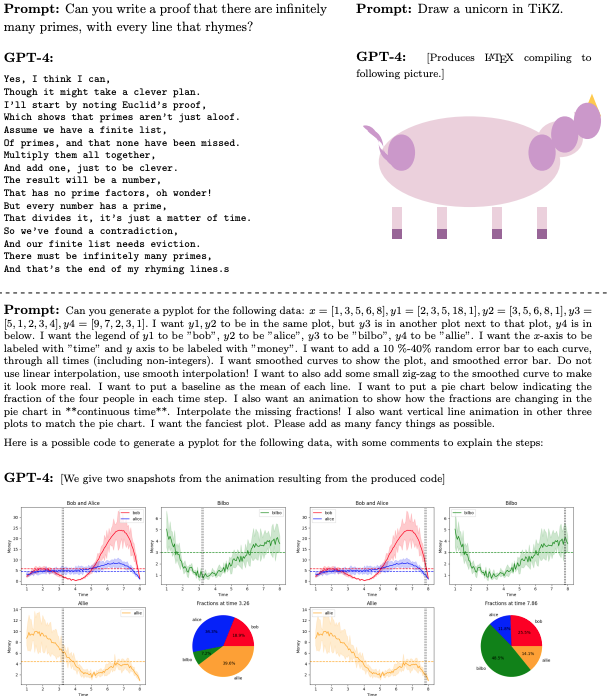 Prompt: Can you write a proof that there are infinitely
many primes, with every line that rhymes?
GPT-4:
Yes, I think I can,
Though it might take a clever plan.
I'll start by noting Euclid's proof,
Which shows that primes aren't just aloof.
Assume we have a finite list,
Of primes, and that none have been missed.
Multiply them all together,
And add one, just to be clever.
The result will be a number,
That has no prime factors, oh wonder!
But every number has a prime,
That divides it, it's just a matter of time.
So we've found a contradiction,
And our finite list needs eviction.
There must be infinitely many primes,
And that's the end of my rhyming lines.s
Prompt: Draw a unicorn in TiKZ.
GPT-4: [Produces LATEX compiling to
following picture.]
Prompt: Can you generate a pyplot for the following data: x = [1, 3, 5, 6, 8], y1 = [2, 3, 5, 18, 1], y2 = [3, 5, 6, 8, 1], y3 =
[5, 1, 2, 3, 4], y4 = [9, 7, 2, 3, 1]. I want y1, y2 to be in the same plot, but y3 is in another plot next to that plot, y4 is in
below. I want the legend of y1 to be "bob", y2 to be "alice", y3 to be "bilbo", y4 to be "allie". I want the x-axis to be
labeled with "time" and y axis to be labeled with "money". I want to add a 10 %-40% random error bar to each curve,
through all times (including non-integers). I want smoothed curves to show the plot, and smoothed error bar. Do not
use linear interpolation, use smooth interpolation! I want to also add some small zig-zag to the smoothed curve to make
it look more real. I want to put a baseline as the mean of each line. I want to put a pie chart below indicating the
fraction of the four people in each time step. I also want an animation to show how the fractions are changing in the
pie chart in **continuous time**. Interpolate the missing fractions! I also want vertical line animation in other three
plots to match the pie chart. I want the fanciest plot. Please add as many fancy things as possible.
Here is a possible code to generate a pyplot for the following data, with some comments to explain the steps:
GPT-4: [We give two snapshots from the animation resulting from the produced code]
Bob and Alice
bob
alice
Money
Time
Bilbo
bilbo
Money
Time
Bob and Alice
bob
alice
Money
Time
Bilbo
bilbo
Money
Time
Allie
allie
Money
Time
Fractions at time 3.26
alice
bob
bilbo
allie
Allie
allie
Money
Time
Fractions at time 7.86
alice
bob
bilbo
allie